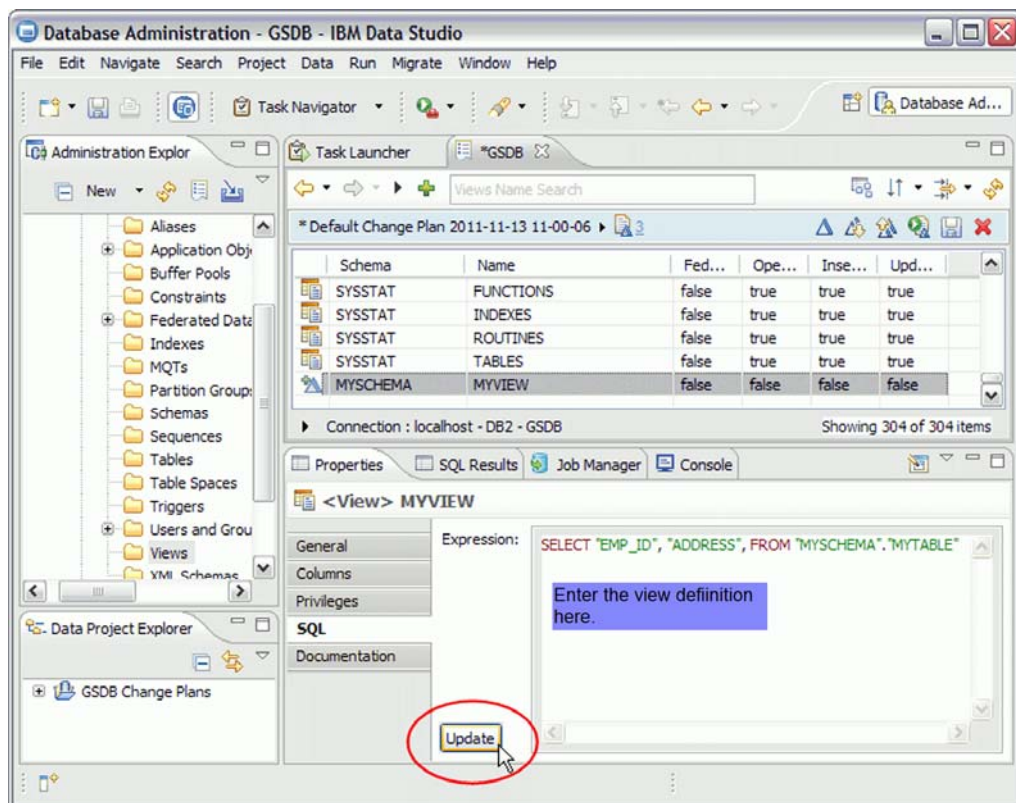 Database Administration - GSDB - IBM Data Studio
File Edit Navigate Search Project Data Run Migrate Window Help
Task Navigator
Database Ad...
Administration Explor
New
Aliases
Application Obj
Buffer Pools
Constraints
Federated Data
Indexes
MQTs
Partition Group
Schemas
Sequences
Tables
Table Spaces
Triggers
Users and Grou
Views
XML Schemas
Data Project Explorer
GSDB Change Plans
Task Launcher *GSDB
Views Name Search
* Default Change Plan 2011-11-13 11-00-06 3
Schema Name Fed... Ope... Inse... Upd...
SYSSTAT FUNCTIONS false true true true
SYSSTAT INDEXES false true true true
SYSSTAT ROUTINES false true true true
SYSSTAT TABLES false true true true
MYSCHEMA MYVIEW false false false false
Connection : localhost - DB2 - GSDB Showing 304 of 304 items
Properties SQL Results Job Manager Console
<View> MYVIEW
General
Columns
Privileges
SQL
Documentation
Expression:
SELECT "EMP_ID", "ADDRESS", FROM "MYSCHEMA"."MYTABLE"
Enter the view defiinition
here.
Update